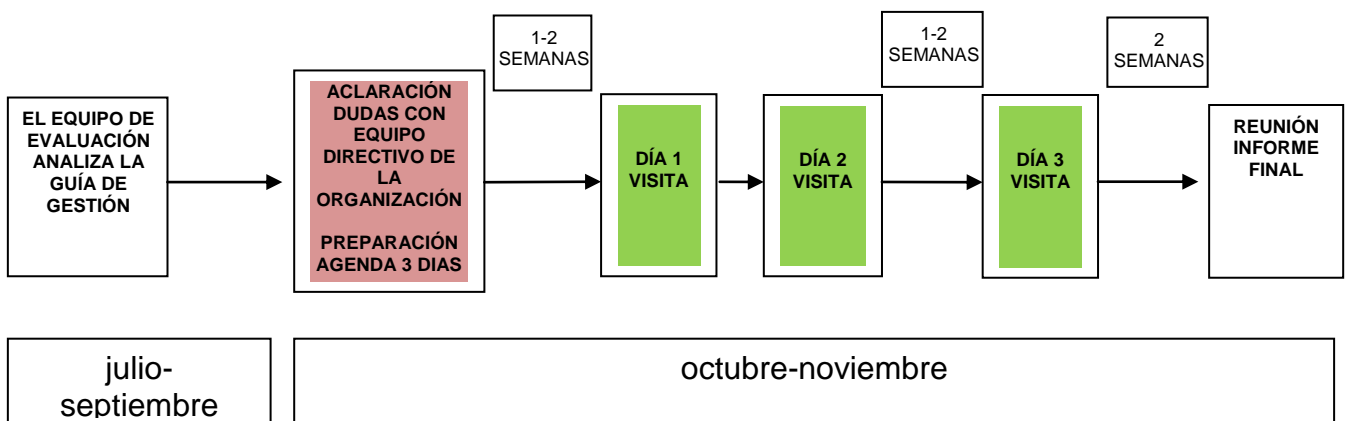 1-2
SEMANAS
1-2
SEMANAS
2
SEMANAS
EL EQUIPO DE
EVALUACIÓN
ANALIZA LA
GUÍA DE
GESTIÓN
ACLARACIÓN
DUDAS CON
EQUIPO
DIRECTIVO DE
LA
ORGANIZACIÓN
PREPARACIÓN
AGENDA 3 DIAS
DÍA 1
VISITA
DÍA 2
VISITA
DÍA 3
VISITA
REUNIÓN
INFORME
FINAL
julio-
septiembre
octubre-noviembre